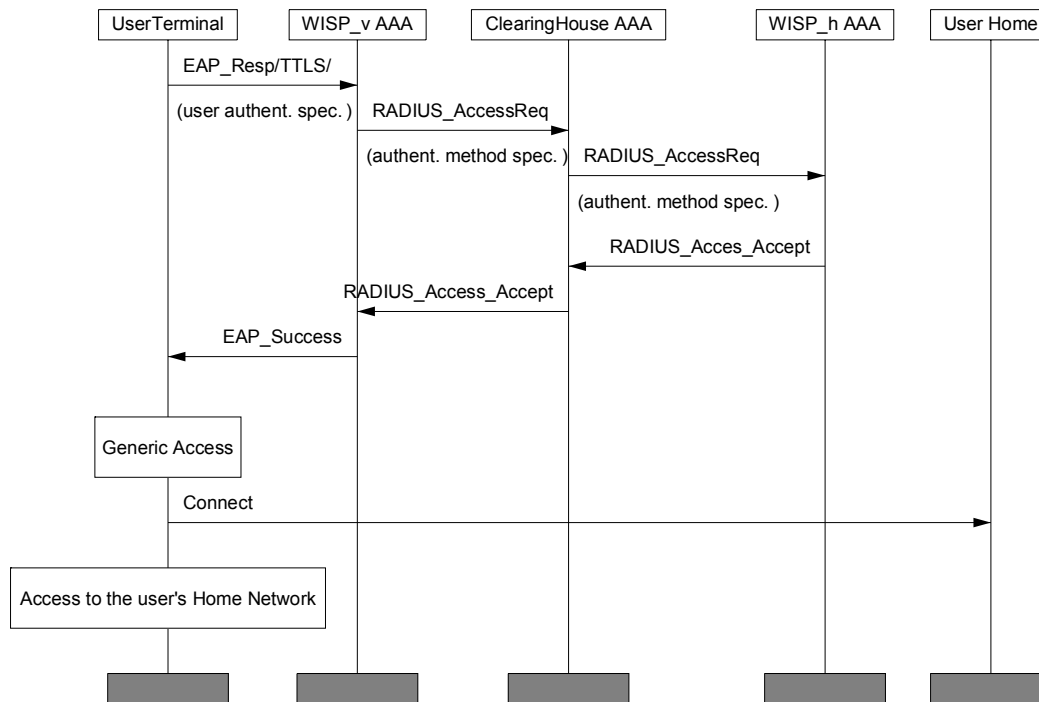 UserTerminal WISP_v AAA ClearingHouse AAA WISP_h AAA User Home
EAP_Resp/TTLS/
(user authent. spec. ) RADIUS_AccessReq
(authent. method spec. ) RADIUS_AccessReq
(authent. method spec. )
RADIUS_Acces_Accept
RADIUS_Access_Accept
EAP_Success
Generic Access
Connect
Access to the user's Home Network